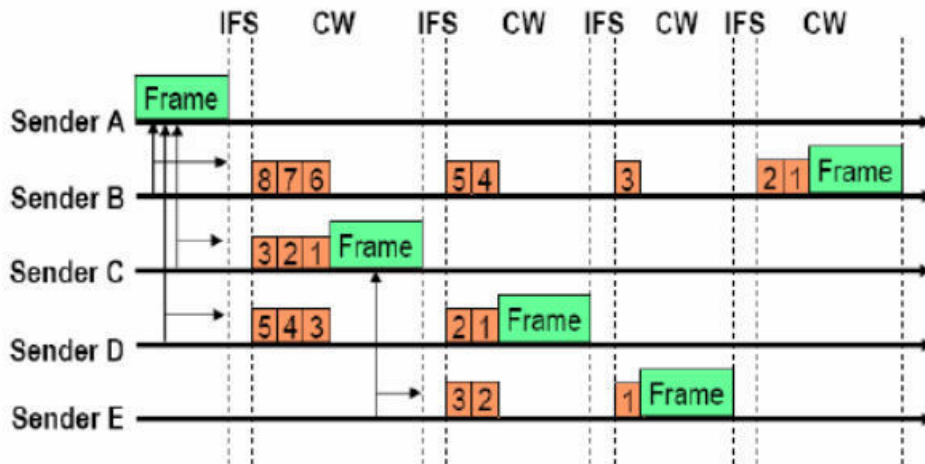 IFS CW IFS CW IFS CW IFS CW
Frame
Sender A
8 7 6 5 4 3 2 1 Frame
Sender B
3 2 1 Frame
Sender C
5 4 3 2 1 Frame
Sender D
3 2 1 Frame
Sender E